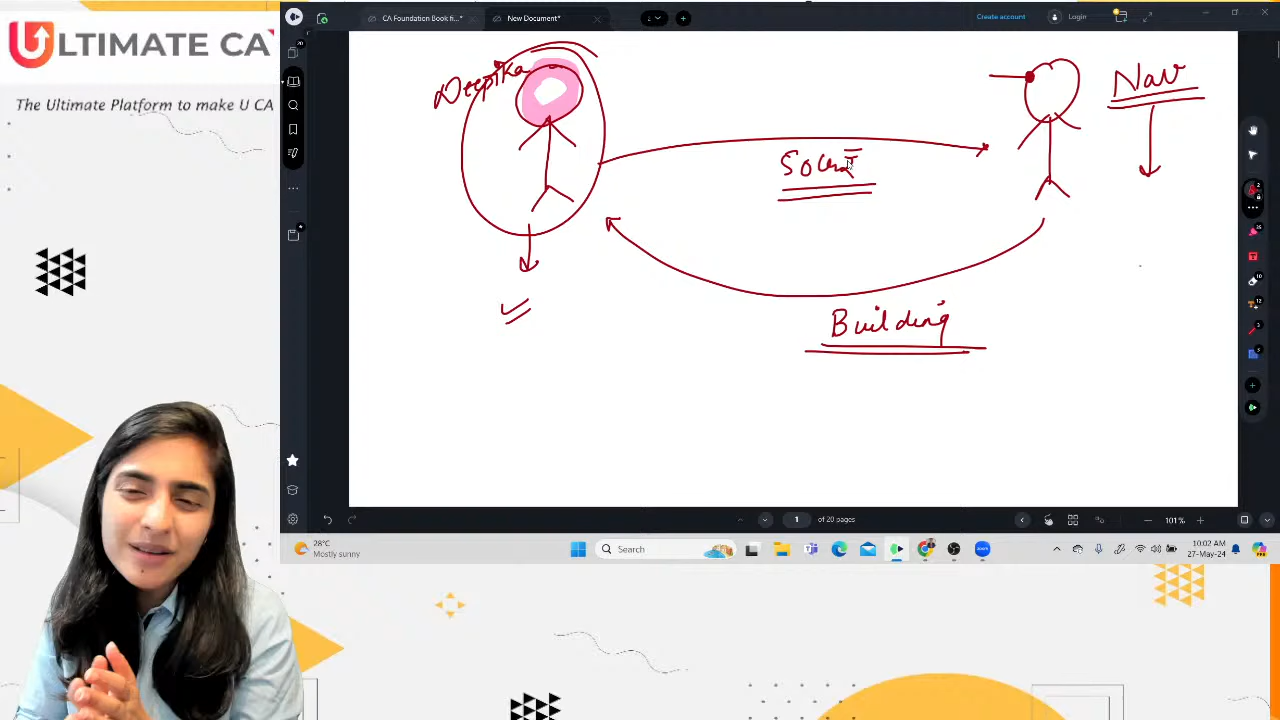 ULTIMATE CA
The Ultimate Platform to make U CA
CA Foundation Book fi...*
New Document*
Create account
Login
Deepika
Nav
Building
1
of 20 pages
101%
28°C
Mostly sunny
Search
10:02 AM
27-May-24